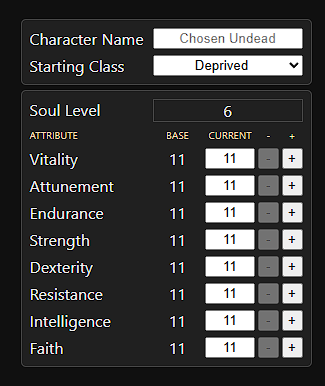 Character Name Chosen Undead
Starting Class Deprived
Soul Level 6
ATTRIBUTE BASE CURRENT - +
Vitality 11 11 - +
Attunement 11 11 - +
Endurance 11 11 - +
Strength 11 11 - +
Dexterity 11 11 - +
Resistance 11 11 - +
Intelligence 11 11 - +
Faith 11 11 - +